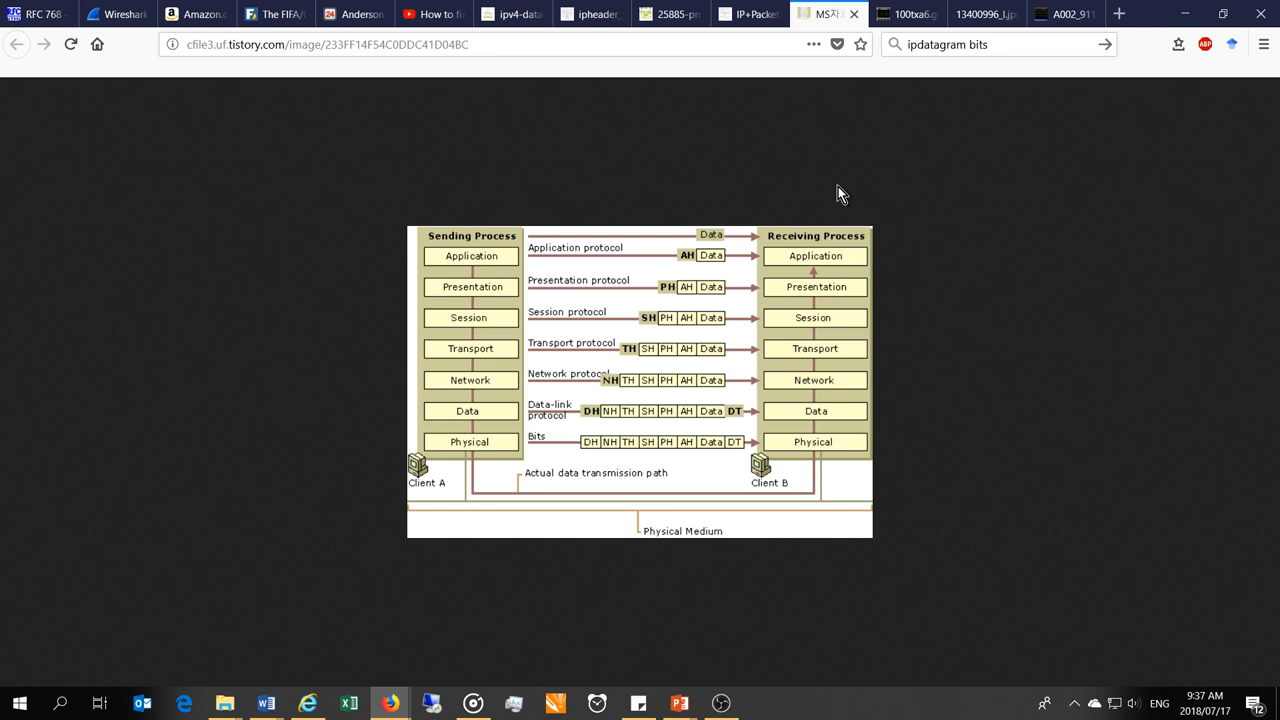 RFC 768
Wireshark
Amazon.
The FIFA/
Anderson
How to fi
ipv4-data
ipheader_
25885-pn
IP+Packet
MS자
100txa6.g
13400996_l.jp
A002_911
cfile3.uf.tistory.com/image/233FF14F54C0DDC41D04BC
ipdatagram bits
ABP
Sending Process
Data
Receiving Process
Application
Application protocol
AH Data
Application
Presentation
Presentation protocol
PH AH Data
Presentation
Session
Session protocol
SH PH AH Data
Session
Transport
Transport protocol
TH SH PH AH Data
Transport
Network
Network protocol
NH TH SH PH AH Data
Network
Data
Data-link
protocol
DH NH TH SH PH AH Data DT
Data
Physical
Bits
DH NH TH SH PH AH Data DT
Physical
Client A
Actual data transmission path
Client B
Physical Medium
ENG
9:37 AM
2018/07/17
12